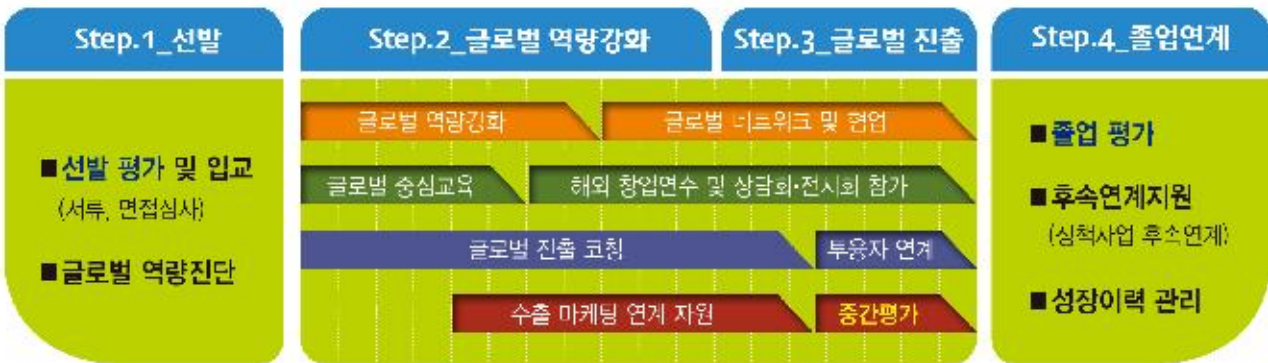 Step.1_선발
Step.2_글로벌 역량강화
Step.3_글로벌 진출
Step.4_졸업연계
■선발 평가 및 입교
(서류, 면접심사)
■글로벌 역량진단
글로벌 역량강화
글로벌 네트워크 및 협업
글로벌 중심교육
해외 창업연수 및 상담회·전시회 참가
글로벌 진출 코칭
투융자 연계
수출 마케팅 연계 지원
중간평가
■졸업 평가
■후속연계지원
(정책사업 후속연계)
■성장이력 관리